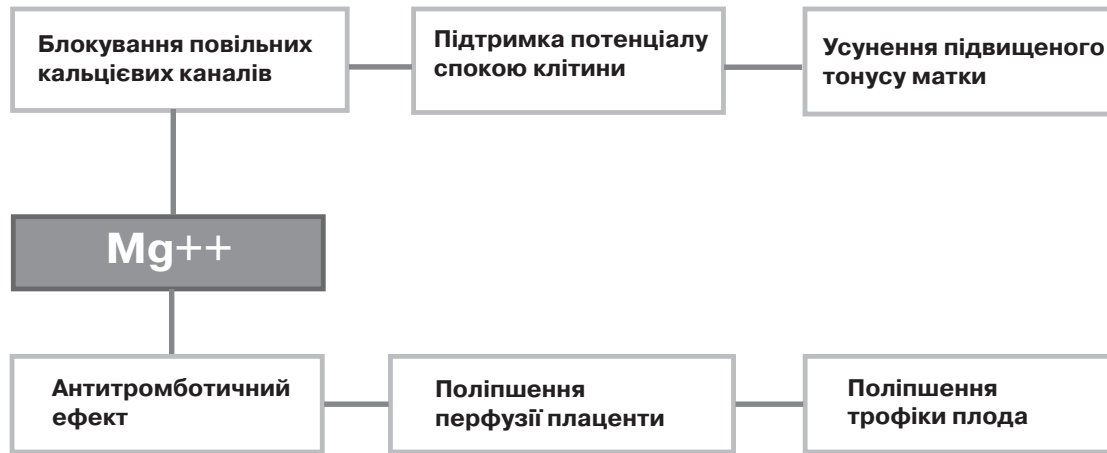 Блокування повільних
кальцієвих каналів
Підтримка потенціалу
спокою клітини
Усунення підвищеного
тонусу матки
Mg++
Антитромботичний
ефект
Поліпшення
перфузії плаценти
Поліпшення
трофіки плода